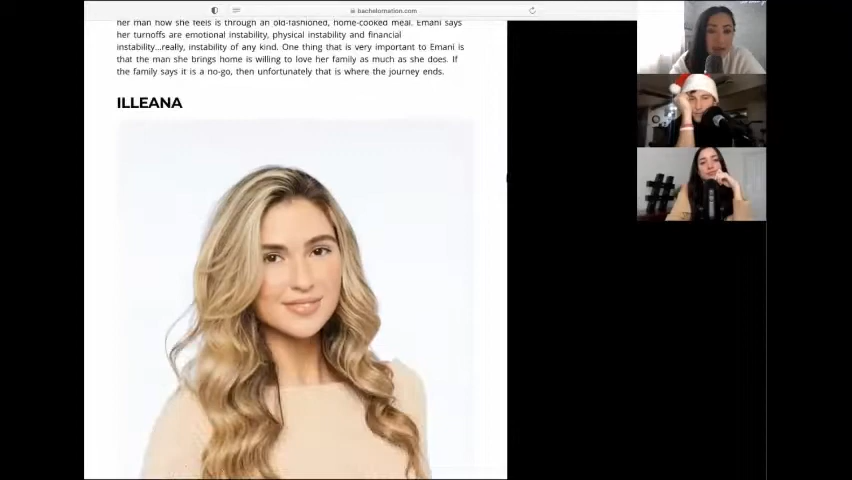 bachelornation.com
her man how she feels is through an old-fashioned, home-cooked meal. Emani says
her turnoffs are emotional instability, physical instability and financial
instability...really, instability of any kind. One thing that is very important to Emani is
that the man she brings home is willing to love her family as much as she does. If
the family says it is a no-go, then unfortunately that is where the journey ends.
ILLEANA